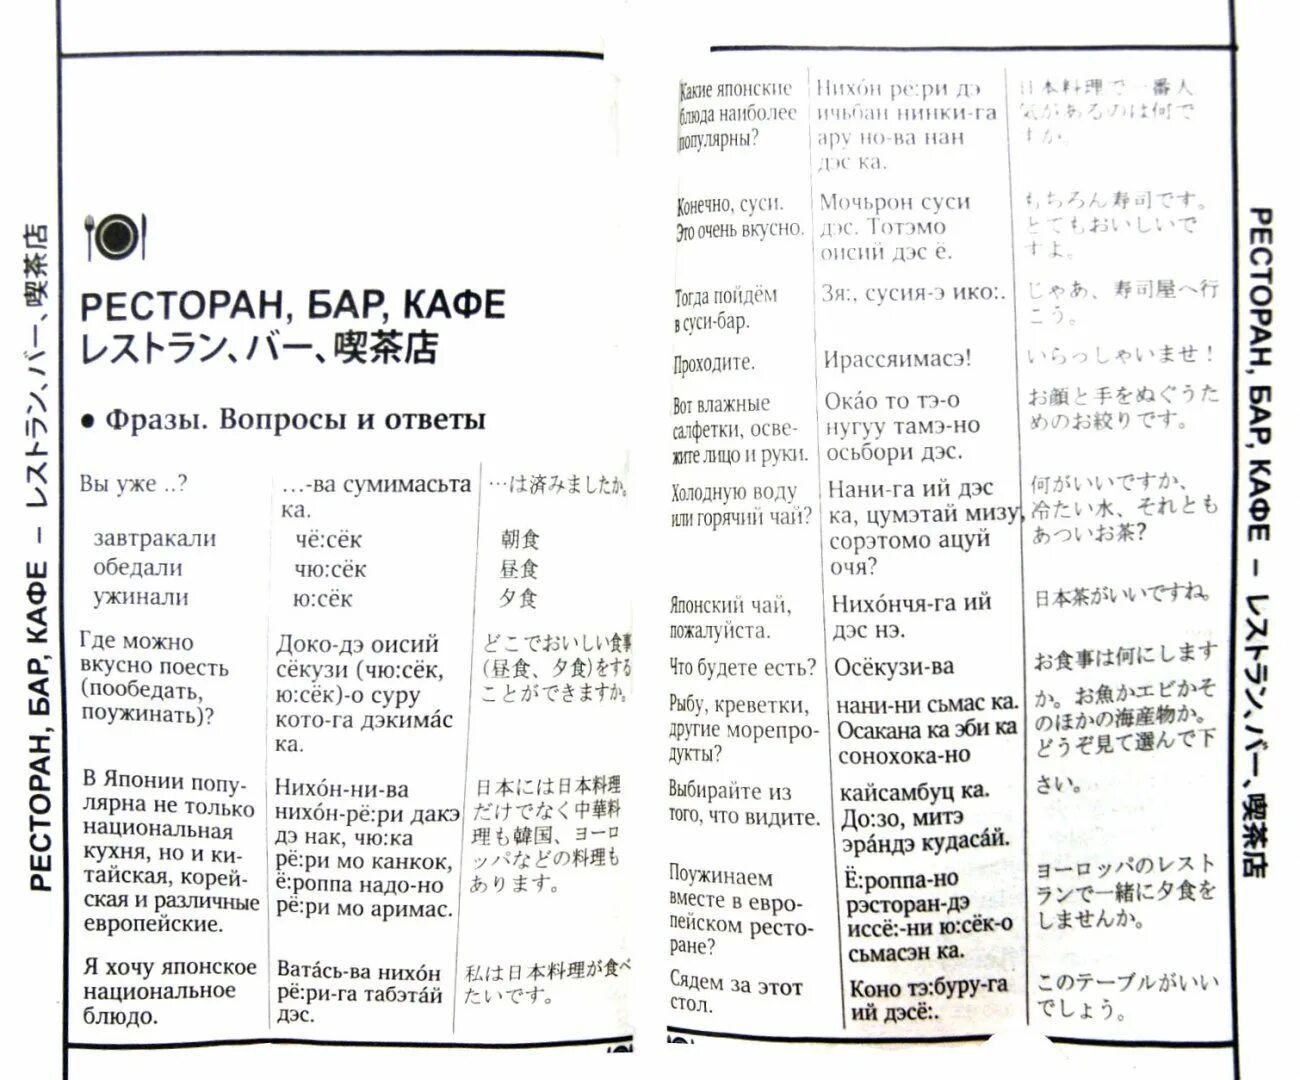 РЕСТОРАН, БАР, КАФЕ – レストラン、バー、喫茶店
РЕСТОРАН, БАР, КАФЕ
レストラン、バー、喫茶店
• Фразы. Вопросы и ответы
Вы уже ..?
…-ва сумимасьта
ка.
…は済みましたか。
завтракали
чё:сёк
朝食
обедали
чю:сёк
昼食
ужинали
ю:сёк
夕食
Где можно
вкусно поесть
(пообедать,
поужинать)?
Доко-дэ оисий
сёкузи (чю:сёк,
ю:сёк)-о суру
кото-га дэкимáс
ка.
どこでおいしい食事
(昼食、夕食)をする
ことができますか。
В Японии попу-
лярна не только
национальная
кухня, но и ки-
тайская, корей-
ская и различные
европейские.
Нихóн-ни-ва
нихóн-рё:ри дакэ
дэ нак, чю:ка
рё:ри мо канкок,
ё:роппа надо-но
рё:ри мо аримас.
日本には日本料理
だけでなく中華料
理も韓国、ヨーロ
ッパなどの料理も
あります。
Я хочу японское
национальное
блюдо.
Ватáсь-ва нихóн
рё:ри-га табэтáй
дэс.
私は日本料理が食べ
たいです。
Какие японские
блюда наиболее
популярны?
Нихóн рё:ри дэ
ичьбан нинки-га
ару но-ва нан
дэс ка.
日本料理で一番人
気があるのは何で
すか。
Конечно, суси.
Это очень вкусно.
Мочьрон суси
дэс. Тотэмо
оисий дэс ё.
もちろん寿司です。
とてもおいしいで
すよ。
Тогда пойдём
в суси-бар.
Зя:, сусия-э ико:.
じゃあ、寿司屋へ行
こう。
Проходите.
Ирассяимасэ!
いらっしゃいませ！
Вот влажные
салфетки, осве-
жите лицо и руки.
Окáо то тэ-о
нугуу тамэ-но
осьбори дэс.
お顔と手をぬぐうた
めのお絞りです。
Холодную воду
или горячий чай?
Нани-га ий дэс
ка, цумэтай мизу,
сорэтомо ацуй
очя?
何がいいですか、
冷たい水、それとも
あついお茶?
Японский чай,
пожалуйста.
Нихóнчя-га ий
дэс нэ.
日本茶がいいですね。
Что будете есть?
Рыбу, креветки,
другие морепро-
дукты?
Выбирайте из
того, что видите.
Осёкузи-ва
нани-ни сьмас ка.
Осакана ка эби ка
сонохока-но
кайсамбуц ка.
До:зо, митэ
эрáндэ кудасáй.
お食事は何にします
か。お魚かエビかそ
のほかの海産物か。
どうぞ見て選んで下
さい。
Поужинаем
вместе в евро-
пейском ресто-
ране?
Ё:роппа-но
рэсторан-дэ
иссё:-ни ю:сёк-о
сьмасэн ка.
ヨーロッパのレスト
ランで一緒に夕食を
しませんか。
Сядем за этот
стол.
Коно тэ:буру-га
ий дэсё:.
このテーブルがいい
でしょう。
РЕСТОРАН, БАР, КАФЕ – レストラン、バー、喫茶店